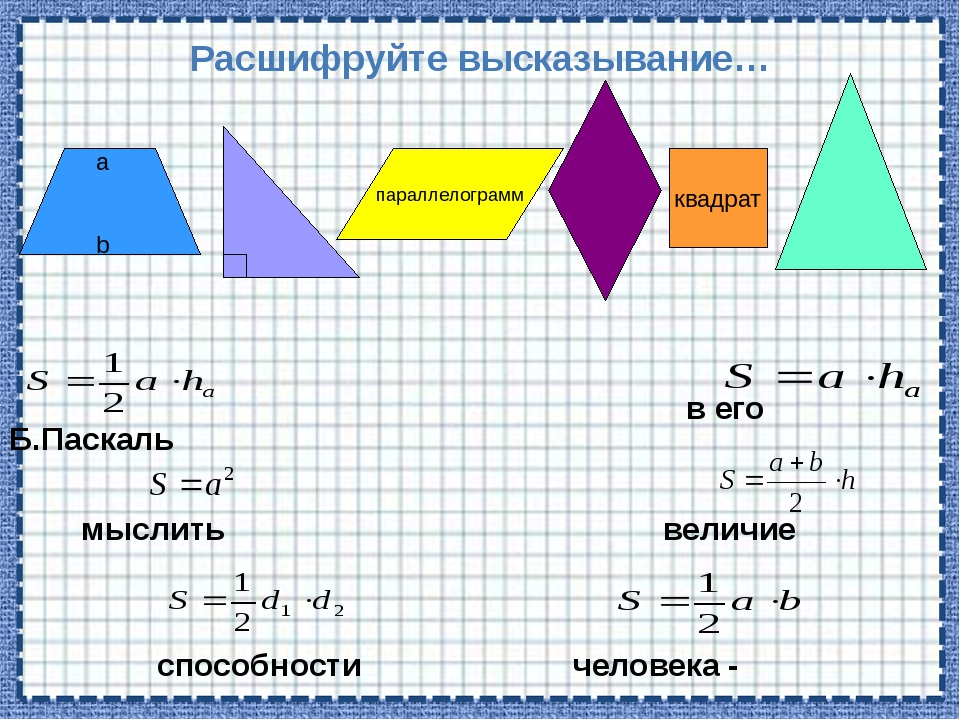 Расшифруйте высказывание…
a
b
параллелограмм
квадрат
S = 1/2 a · hₐ
Б.Паскаль
S = a · hₐ
в его
S = a²
мыслить
S = (a + b)/2 · h
величие
S = 1/2 d₁ · d₂
способности
S = 1/2 a · b
человека -